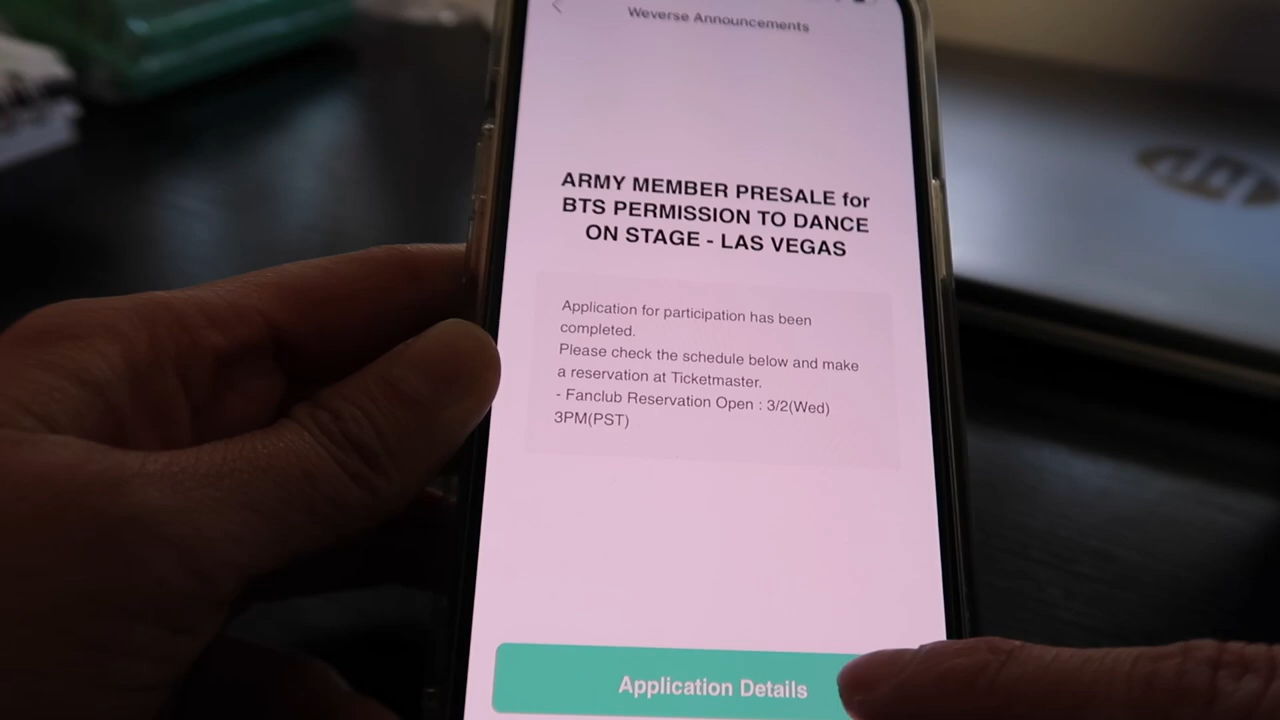 Weverse Announcements
ARMY MEMBER PRESALE for
BTS PERMISSION TO DANCE
ON STAGE - LAS VEGAS
Application for participation has been
completed.
Please check the schedule below and make
a reservation at Ticketmaster.
- Fanclub Reservation Open : 3/2(Wed)
3PM(PST)
Application Details
hp